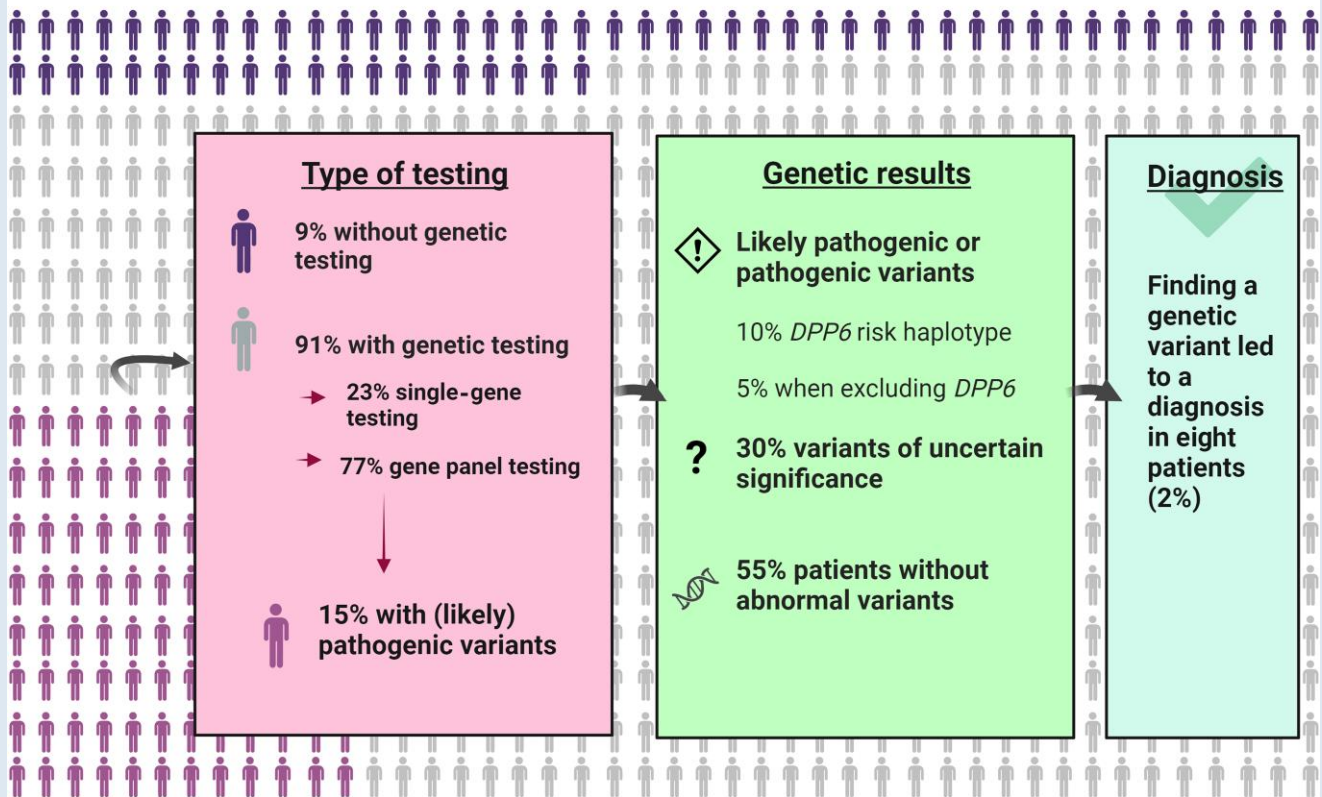 Type of testing
9% without genetic
testing
91% with genetic testing
23% single-gene
testing
77% gene panel testing
15% with (likely)
pathogenic variants
Genetic results
!
Likely pathogenic or
pathogenic variants
10% DPP6 risk haplotype
5% when excluding DPP6
?
30% variants of uncertain
significance
55% patients without
abnormal variants
Diagnosis
Finding a
genetic
variant led
to a
diagnosis
in eight
patients
(2%)